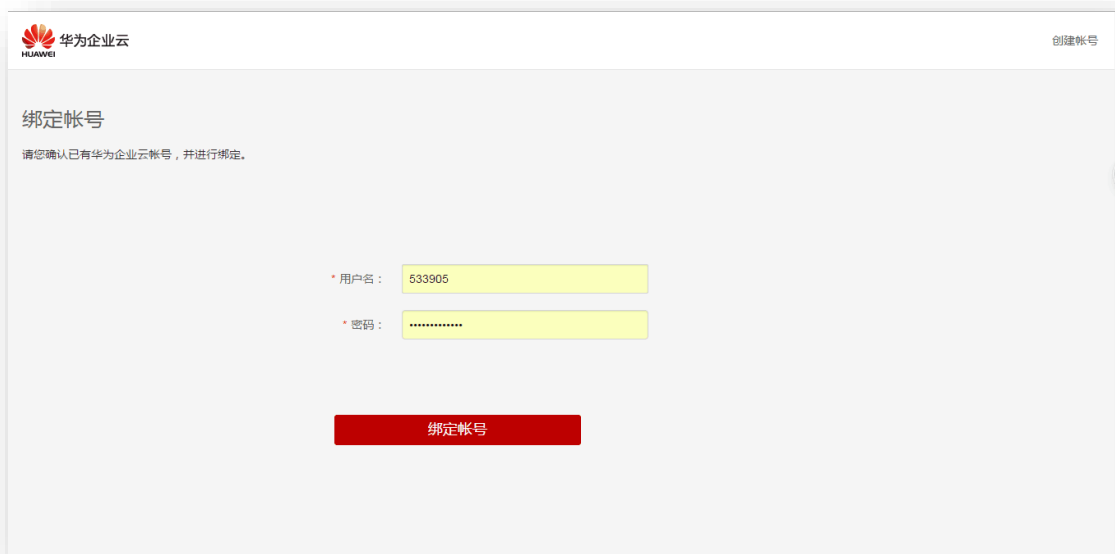 华为企业云
HUAWEI
创建帐号
绑定帐号
请您确认已有华为企业云帐号，并进行绑定。
* 用户名： 533905
* 密码： •••••••••••••
绑定帐号